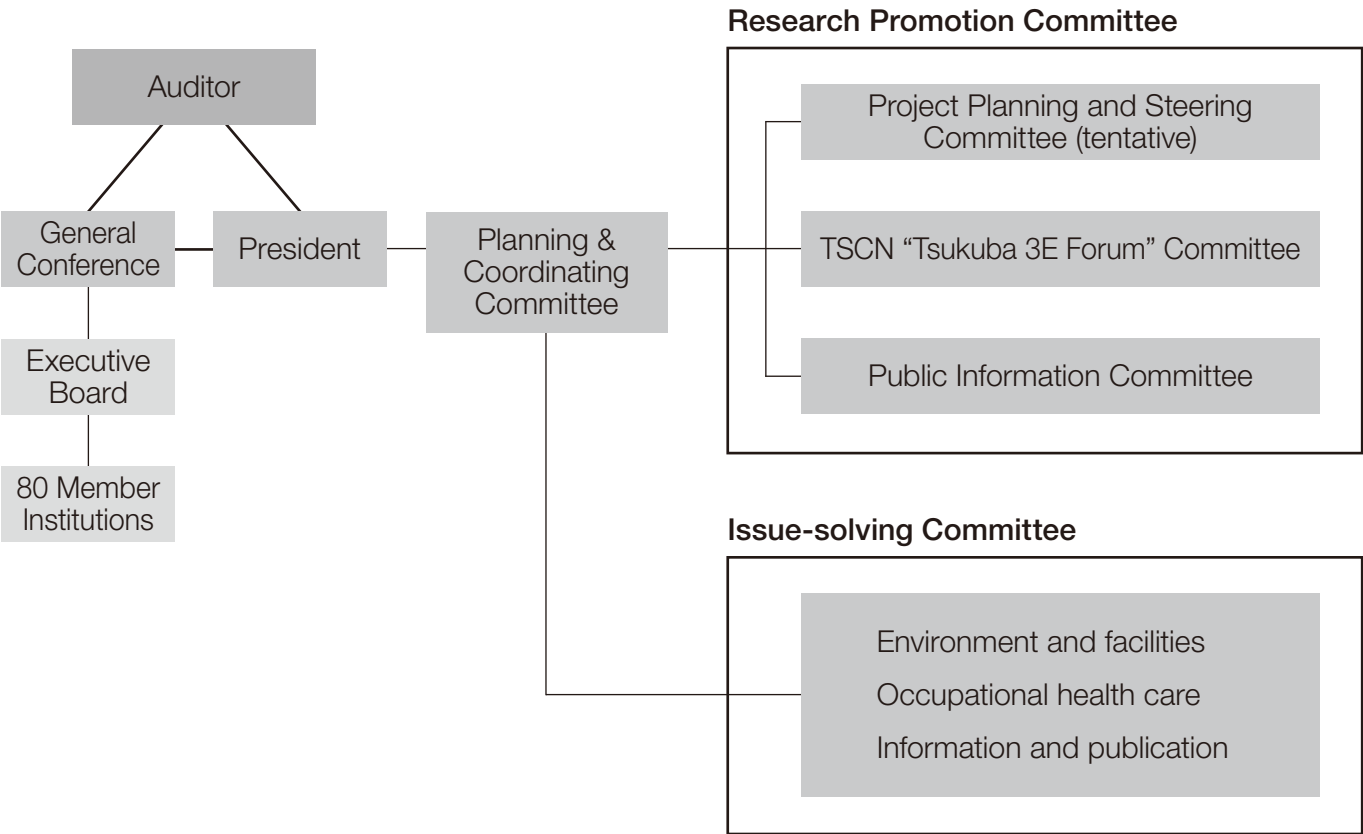 Research Promotion Committee
Auditor
Project Planning and Steering
Committee (tentative)
General
Conference
President
Planning &
Coordinating
Committee
TSCN “Tsukuba 3E Forum” Committee
Executive
Board
Public Information Committee
80 Member
Institutions
Issue-solving Committee
Environment and facilities
Occupational health care
Information and publication